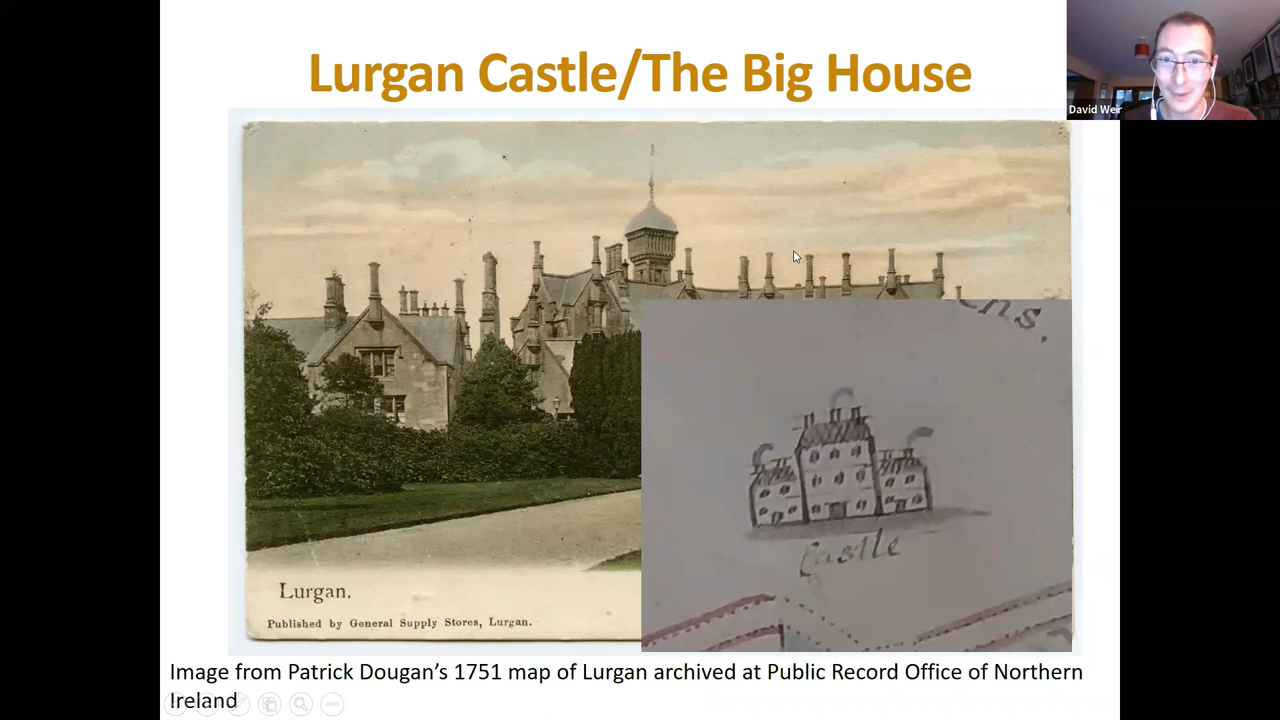 Lurgan Castle/The Big House
David Weir
ens.
Castle
Lurgan.
Published by General Supply Stores, Lurgan.
Image from Patrick Dougan’s 1751 map of Lurgan archived at Public Record Office of Northern
Ireland